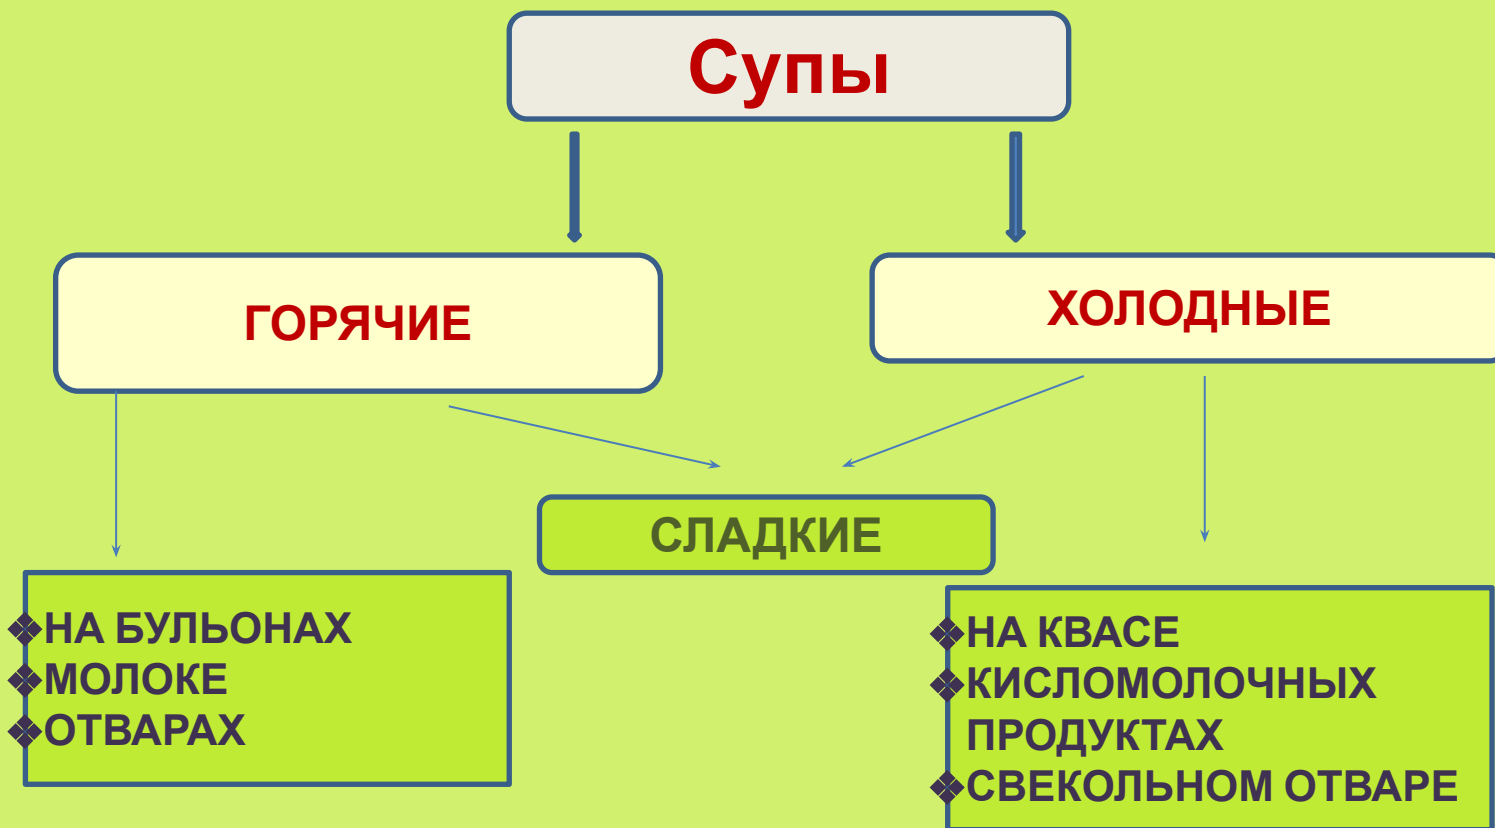 Супы
ГОРЯЧИЕ
ХОЛОДНЫЕ
СЛАДКИЕ
НА БУЛЬОНАХ
МОЛОКЕ
ОТВАРАХ
НА КВАСЕ
КИСЛОМОЛОЧНЫХ
ПРОДУКТАХ
СВЕКОЛЬНОМ ОТВАРЕ